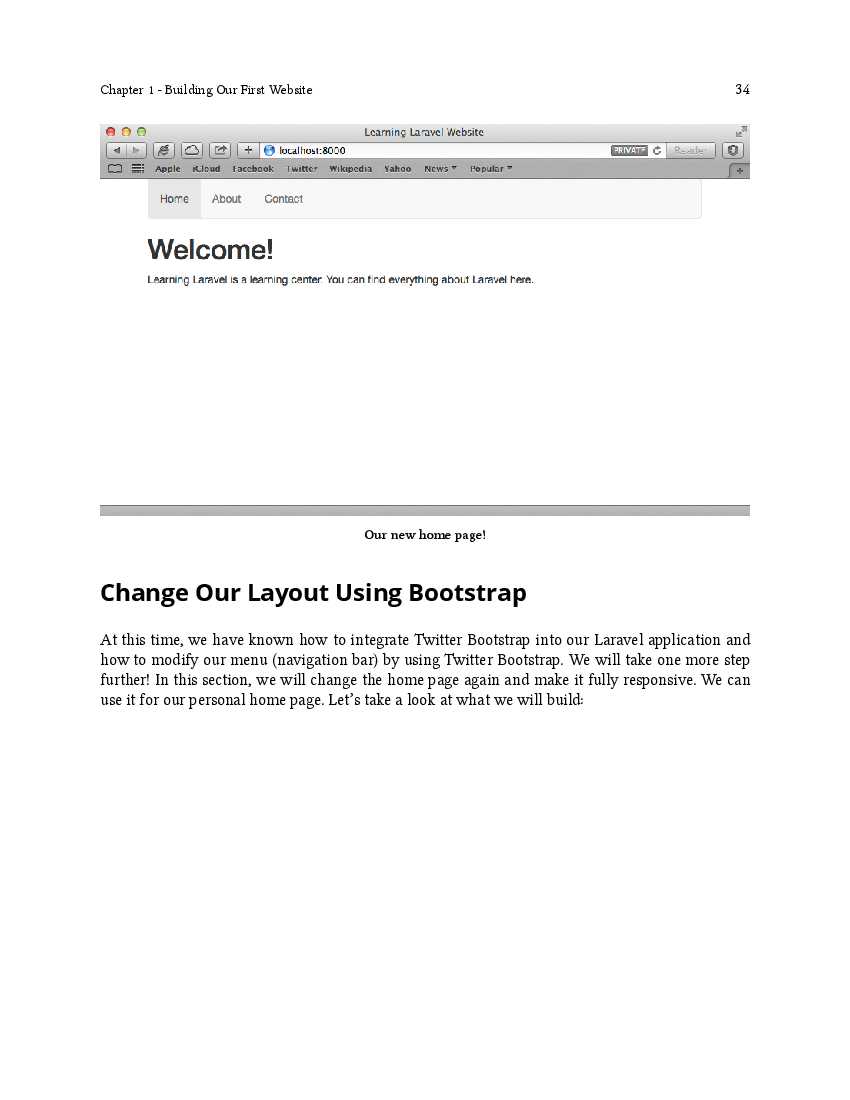 Chapter 1 - Building Our First Website 34
Learning Laravel Website
localhost:8000 PRIVATE Reader
Apple iCloud Facebook Twitter Wikipedia Yahoo News Popular
Home About Contact
Welcome!
Learning Laravel is a learning center. You can find everything about Laravel here.
Our new home page!
Change Our Layout Using Bootstrap
At this time, we have known how to integrate Twitter Bootstrap into our Laravel application and
how to modify our menu (navigation bar) by using Twitter Bootstrap. We will take one more step
further! In this section, we will change the home page again and make it fully responsive. We can
use it for our personal home page. Let's take a look at what we will build: